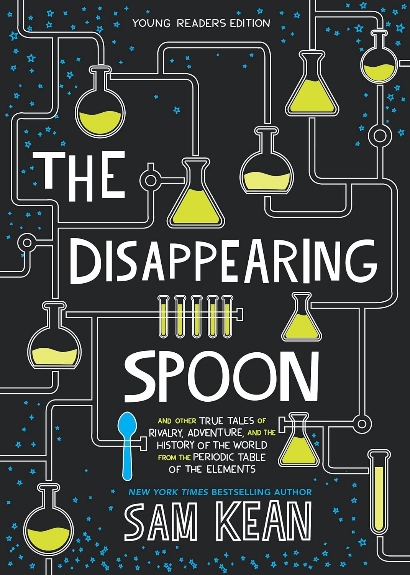 YOUNG READERS EDITION
THE
DISAPPEARING
SPOON
AND OTHER TRUE TALES OF
RIVALRY, ADVENTURE, AND THE
HISTORY OF THE WORLD
FROM THE PERIODIC TABLE
OF THE ELEMENTS
NEW YORK TIMES BESTSELLING AUTHOR
SAM KEAN